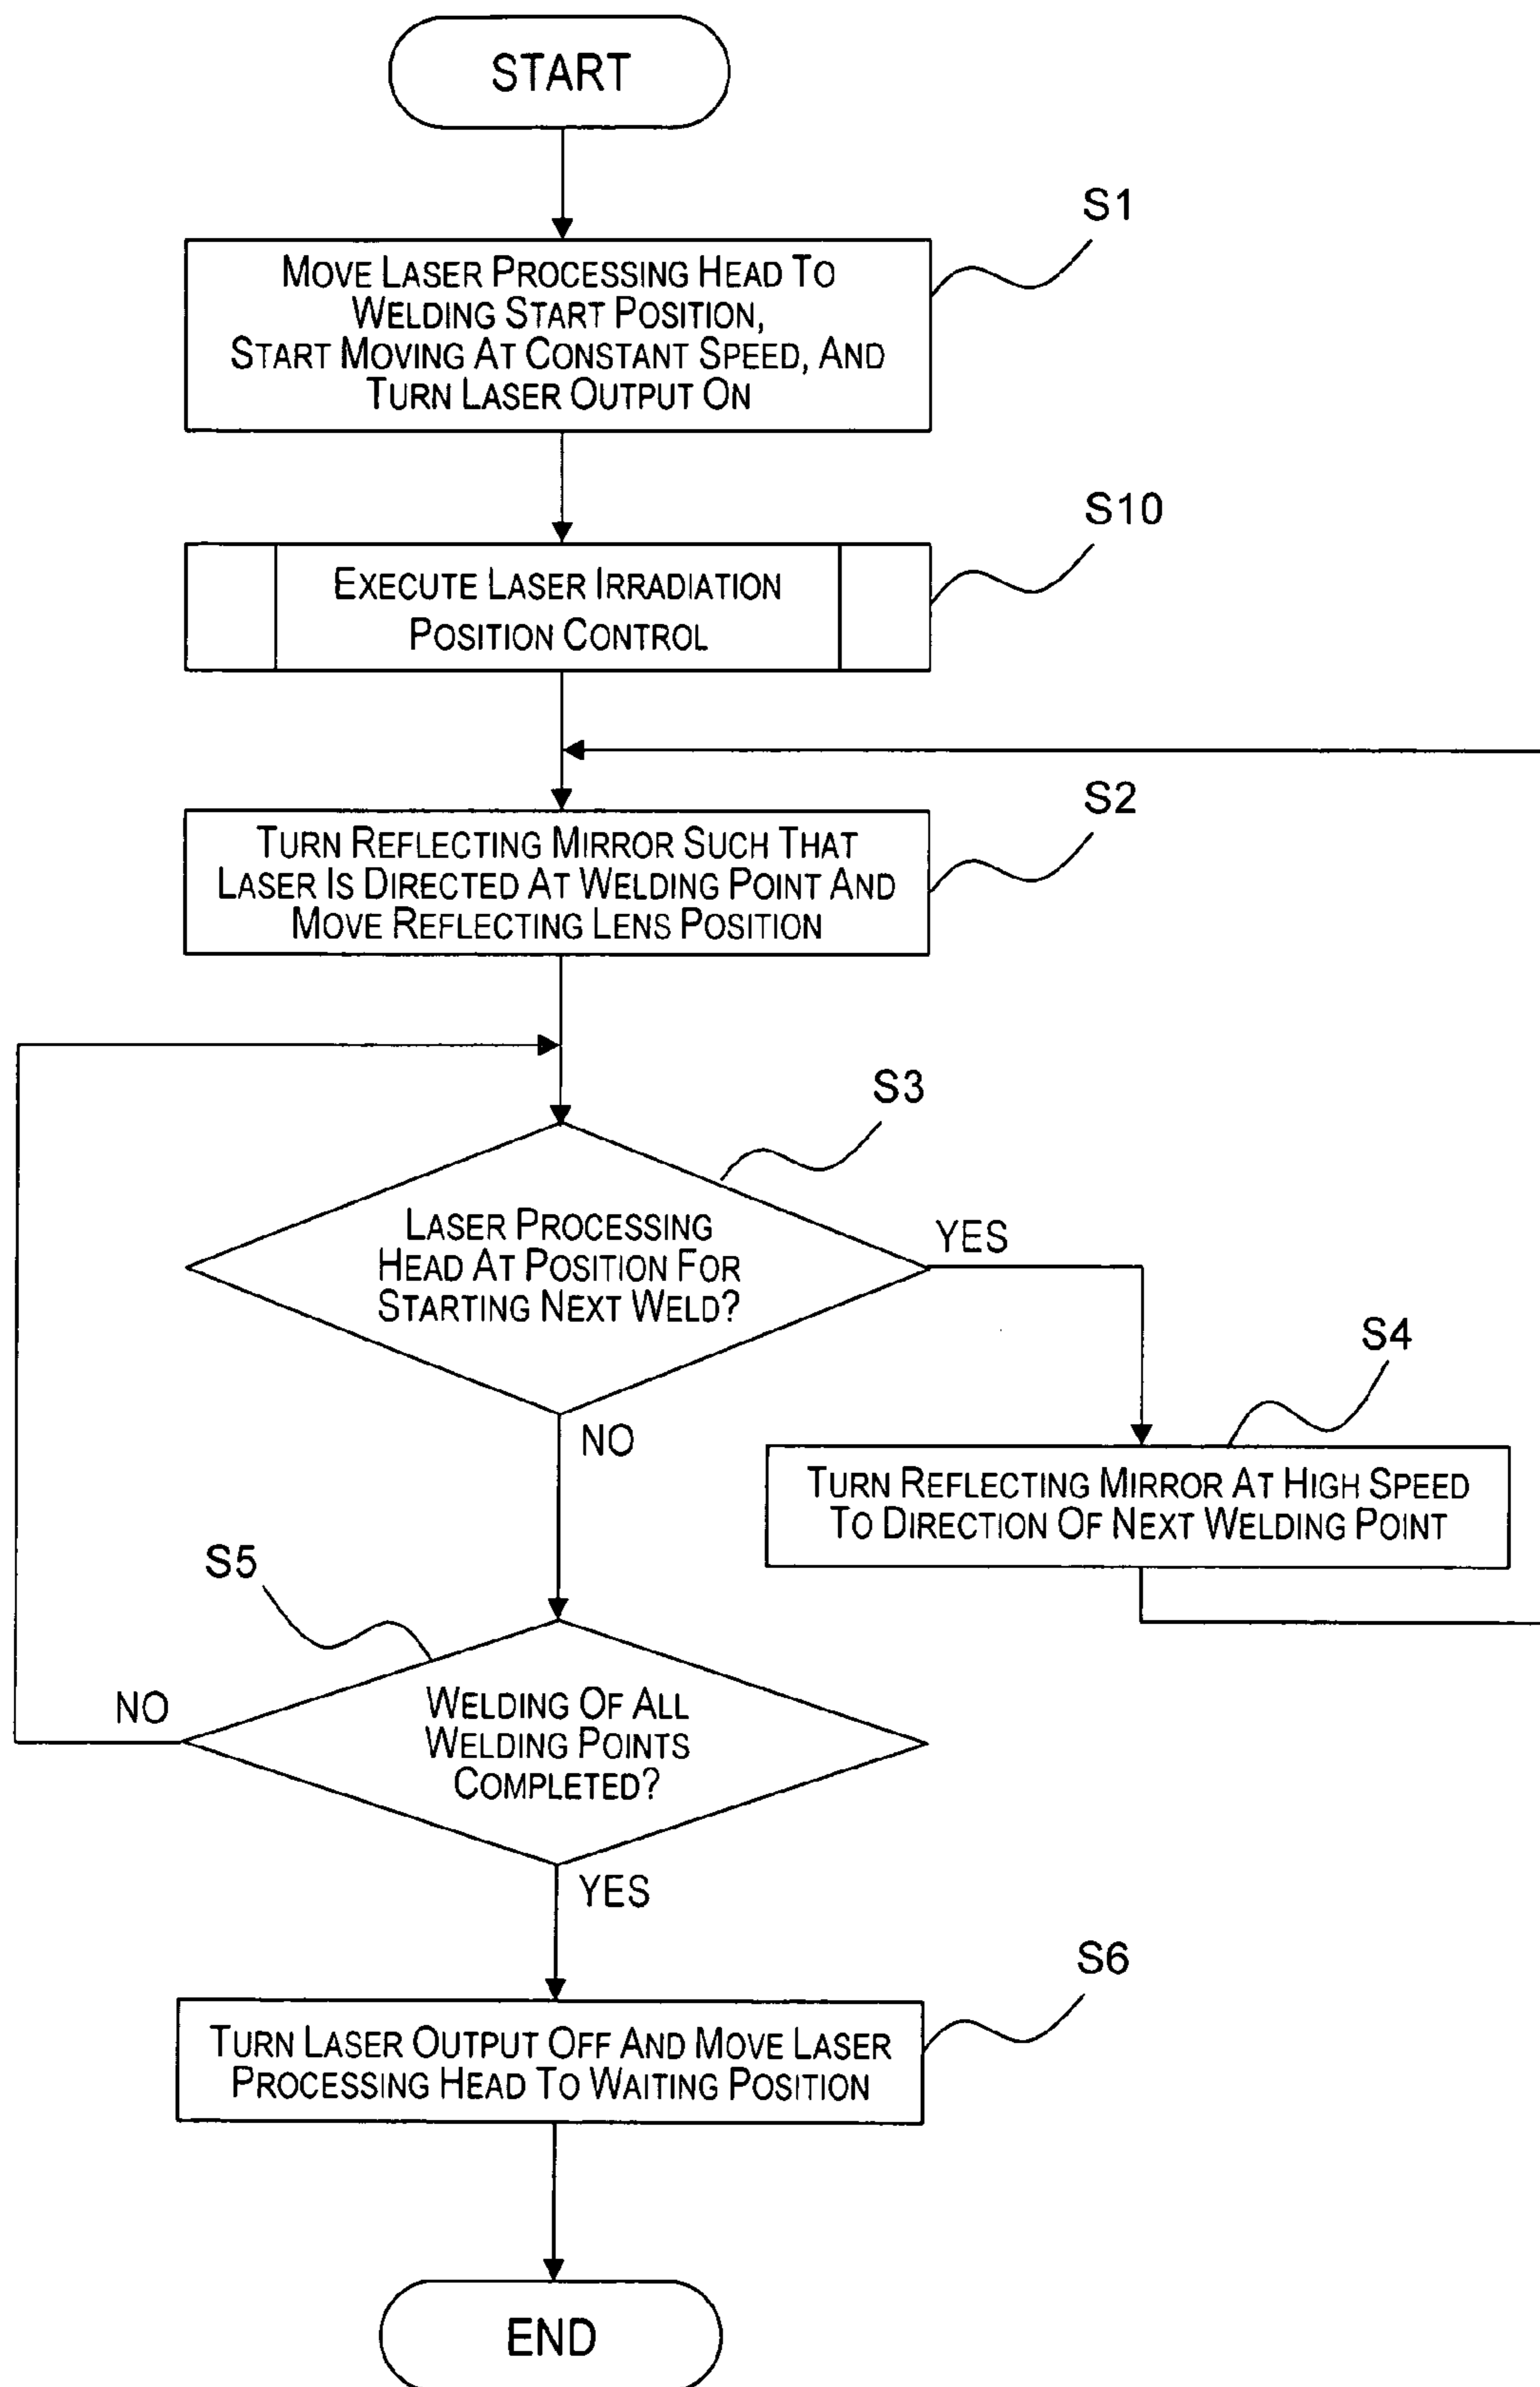 START
S1
MOVE LASER PROCESSING HEAD TO
WELDING START POSITION,
START MOVING AT CONSTANT SPEED, AND
TURN LASER OUTPUT ON
S10
EXECUTE LASER IRRADIATION
POSITION CONTROL
S2
TURN REFLECTING MIRROR SUCH THAT
LASER IS DIRECTED AT WELDING POINT AND
MOVE REFLECTING LENS POSITION
S3
LASER PROCESSING
HEAD AT POSITION FOR
STARTING NEXT WELD?
YES
NO
S4
TURN REFLECTING MIRROR AT HIGH SPEED
TO DIRECTION OF NEXT WELDING POINT
S5
NO
WELDING OF ALL
WELDING POINTS
COMPLETED?
YES
S6
TURN LASER OUTPUT OFF AND MOVE LASER
PROCESSING HEAD TO WAITING POSITION
END